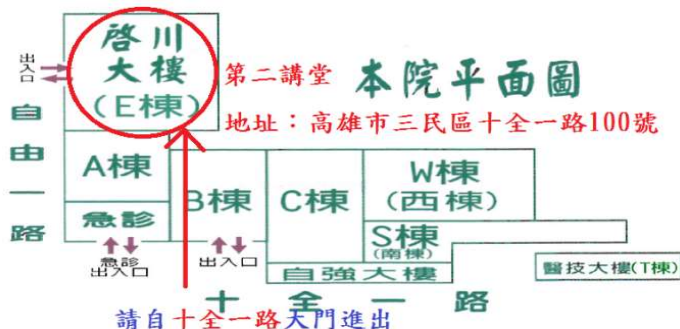 啓川
大樓
(E棟)
出入口
第二講堂
本院平面圖
地址：高雄市三民區十全一路100號
自由一路
A棟
急診
B棟
C棟
W棟
(西棟)
S棟
(南棟)
急診
出入口
出入口
自強大樓
醫技大樓(T棟)
十全一路
請自十全一路大門進出